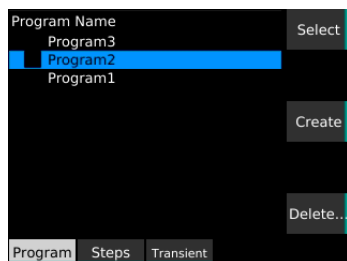 Program Name
Program3
Program2
Program1
Select
Create
Delete...
Program Steps Transient